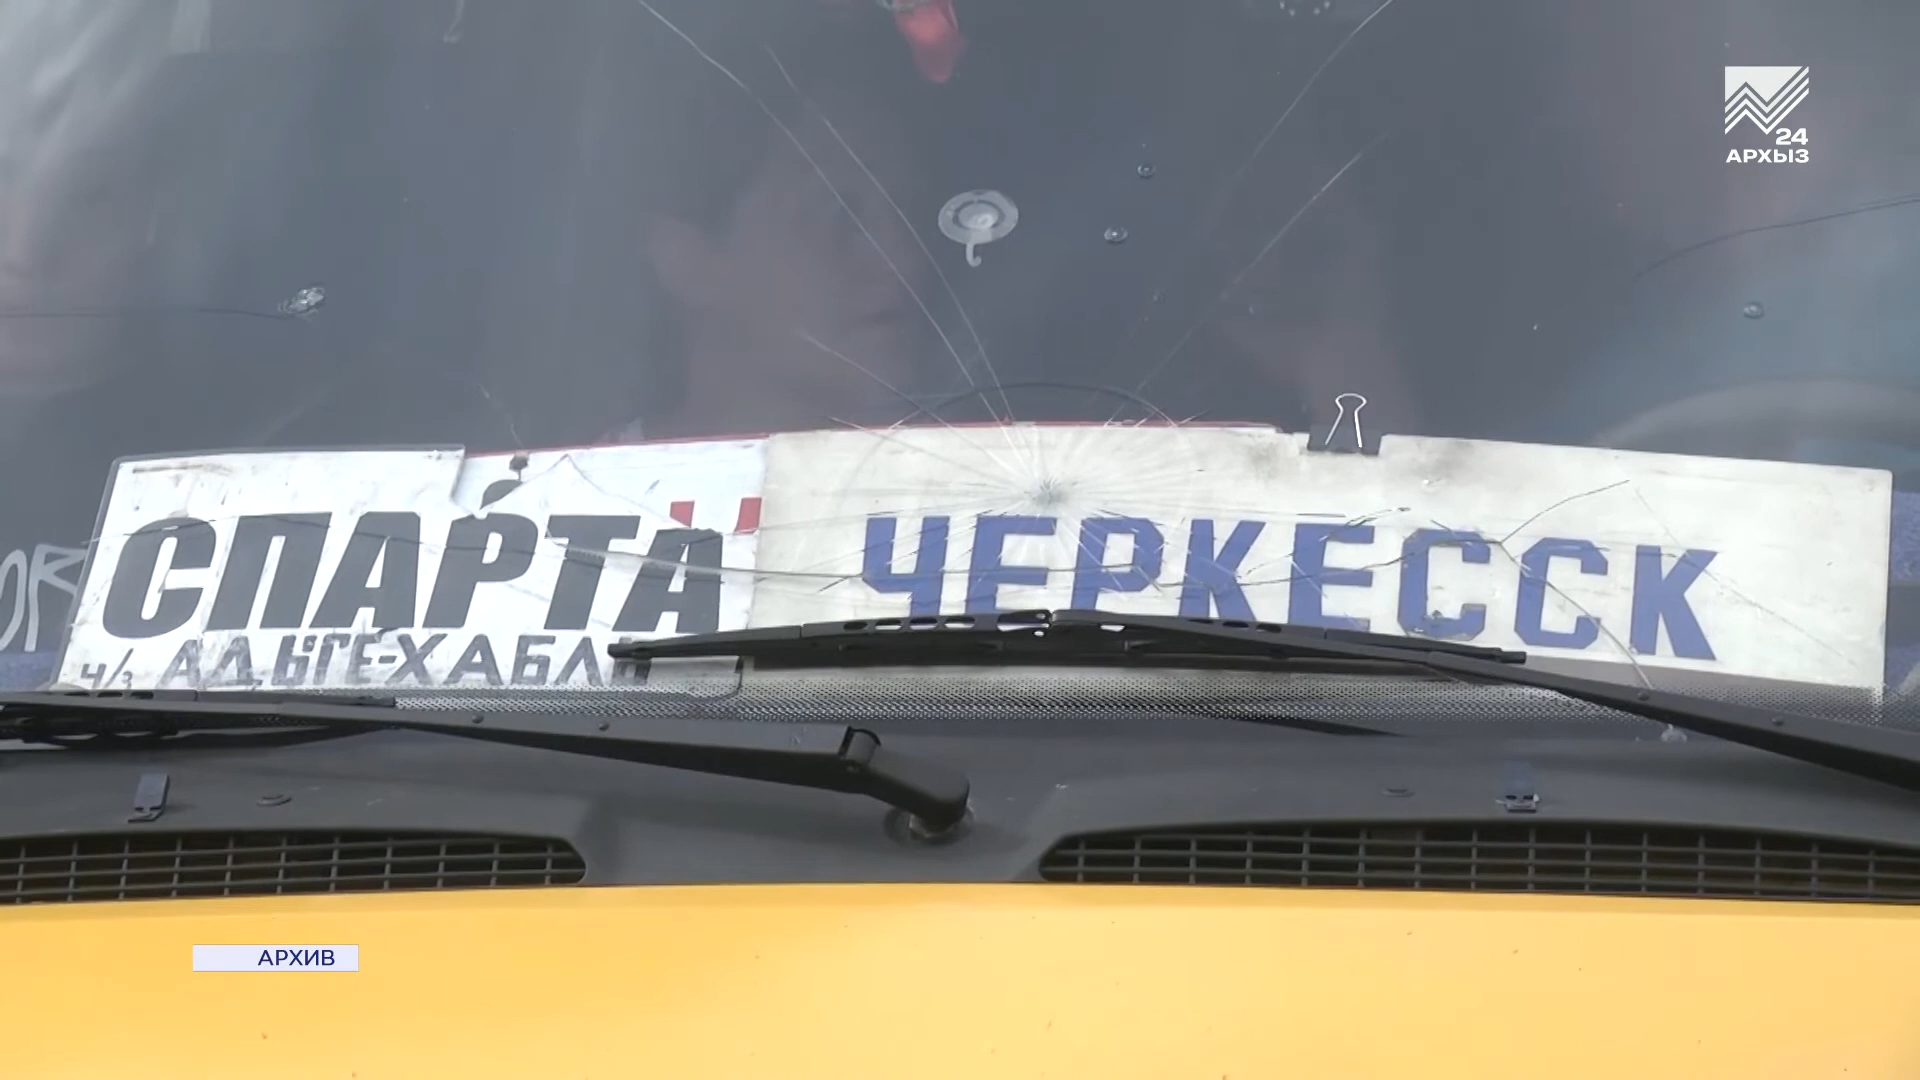 24
АРХЫЗ
СПАРТА
Ч/З АДЫГЕ-ХАБЛЬ
ЧЕРКЕССК
АРХИВ